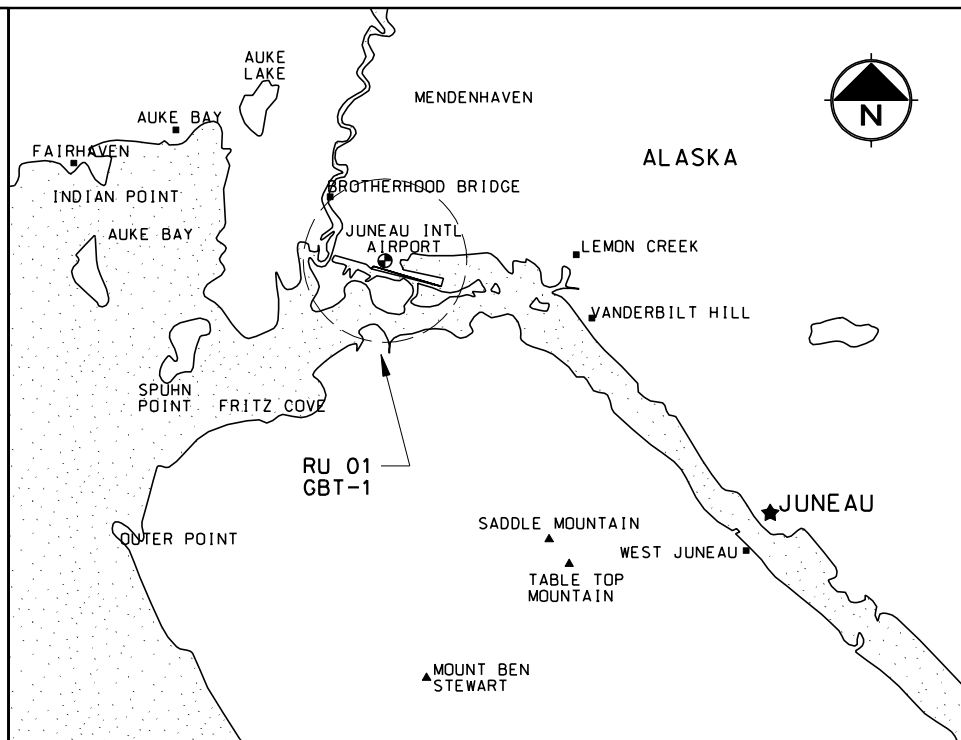 AUKE
LAKE
MENDENHAVEN
AUKE BAY
N
FAIRHAVEN
ALASKA
INDIAN POINT
BROTHERHOOD BRIDGE
AUKE BAY
JUNEAU INTL
AIRPORT
LEMON CREEK
VANDERBILT HILL
SPUHN
POINT
FRITZ COVE
RU 01
GBT-1
JUNEAU
SADDLE MOUNTAIN
OUTER POINT
WEST JUNEAU
TABLE TOP
MOUNTAIN
MOUNT BEN
STEWART